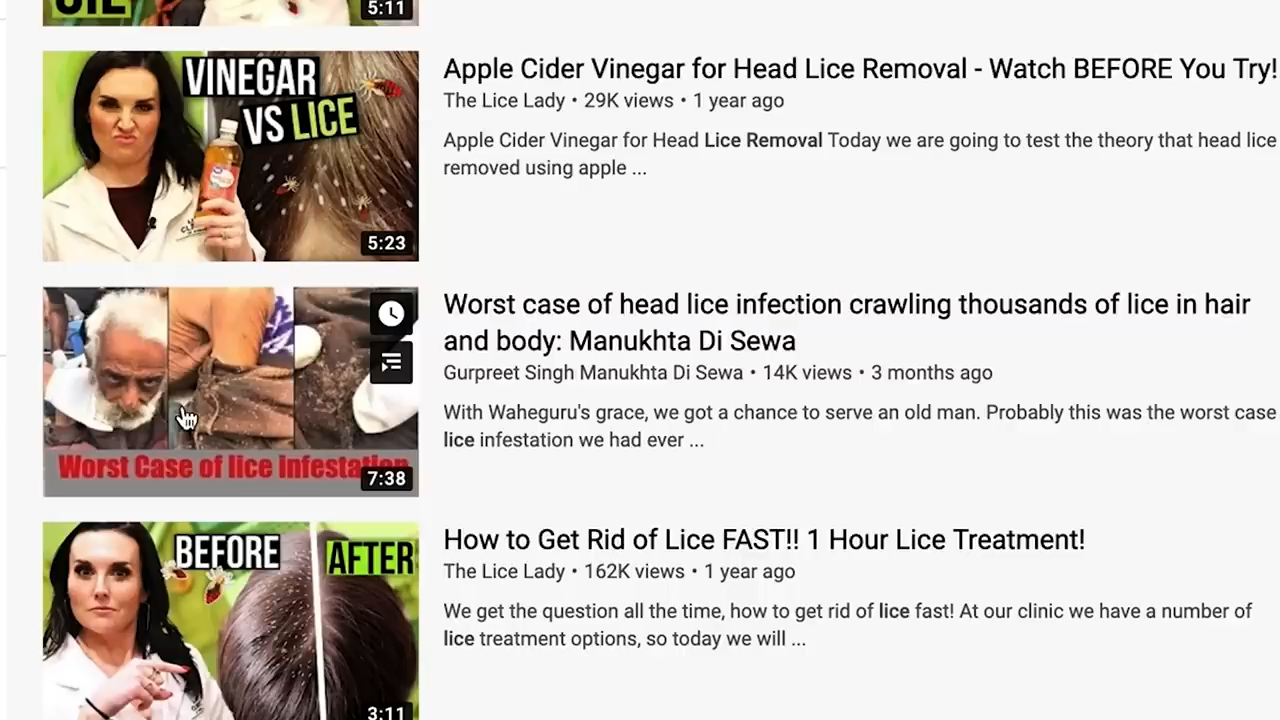 5:11
VINEGAR
VS LICE
5:23
Apple Cider Vinegar for Head Lice Removal - Watch BEFORE You Try!
The Lice Lady • 29K views • 1 year ago
Apple Cider Vinegar for Head Lice Removal Today we are going to test the theory that head lice
removed using apple ...
Worst Case of lice infestation
7:38
Worst case of head lice infection crawling thousands of lice in hair
and body: Manukhta Di Sewa
Gurpreet Singh Manukhta Di Sewa • 14K views • 3 months ago
With Waheguru's grace, we got a chance to serve an old man. Probably this was the worst case
lice infestation we had ever ...
BEFORE
AFTER
3:11
How to Get Rid of Lice FAST!! 1 Hour Lice Treatment!
The Lice Lady • 162K views • 1 year ago
We get the question all the time, how to get rid of lice fast! At our clinic we have a number of
lice treatment options, so today we will ...